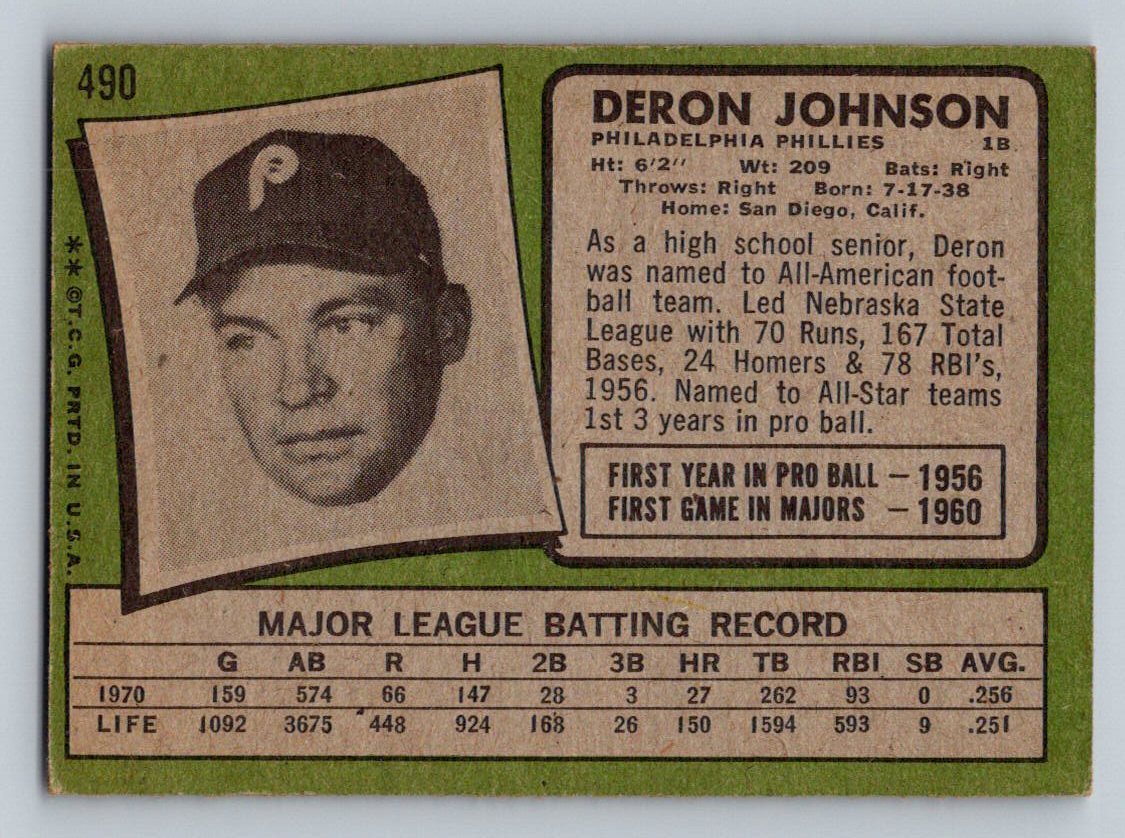 490
DERON JOHNSON
PHILADELPHIA PHILLIES 1B
Ht: 6'2'' Wt: 209 Bats: Right
Throws: Right Born: 7-17-38
Home: San Diego, Calif.
As a high school senior, Deron
was named to All-American foot-
ball team. Led Nebraska State
League with 70 Runs, 167 Total
Bases, 24 Homers & 78 RBI's,
1956. Named to All-Star teams
1st 3 years in pro ball.
FIRST YEAR IN PRO BALL – 1956
FIRST GAME IN MAJORS – 1960
P
** ©T.C.G. PRTD. IN U.S.A.
MAJOR LEAGUE BATTING RECORD
G AB R H 2B 3B HR TB RBI SB AVG.
1970 159 574 66 147 28 3 27 262 93 0 .256
LIFE 1092 3675 448 924 168 26 150 1594 593 9 .251